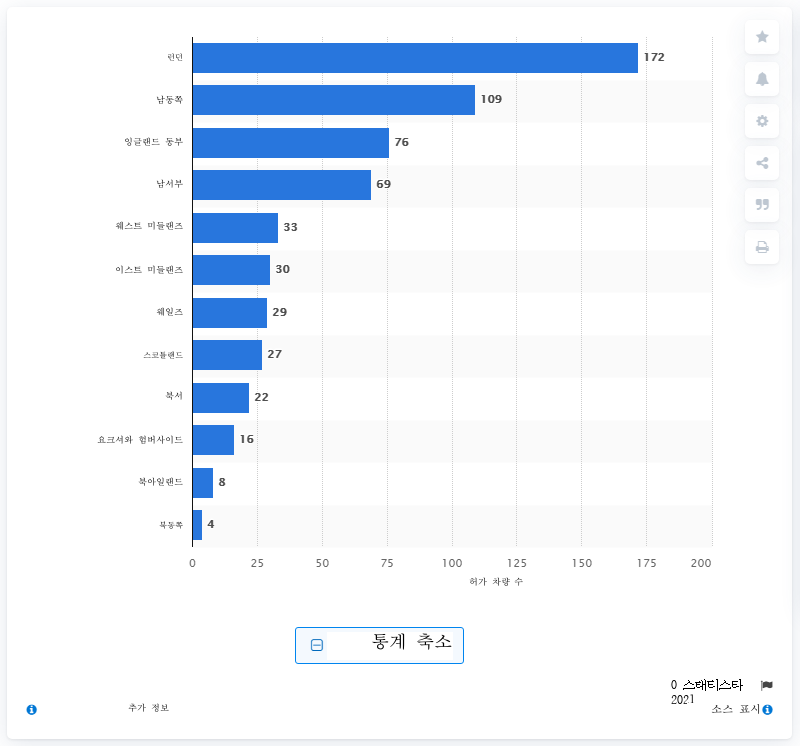 런던 172
남동쪽 109
잉글랜드 동부 76
남서부 69
웨스트 미들랜즈 33
이스트 미들랜즈 30
웨일즈 29
스코틀랜드 27
북서 22
요크셔와 험버사이드 16
북아일랜드 8
북동쪽 4
0 25 50 75 100 125 150 175 200
허가 차량 수
통계 축소
0 스태티스타
2021
추가 정보
소스 표시